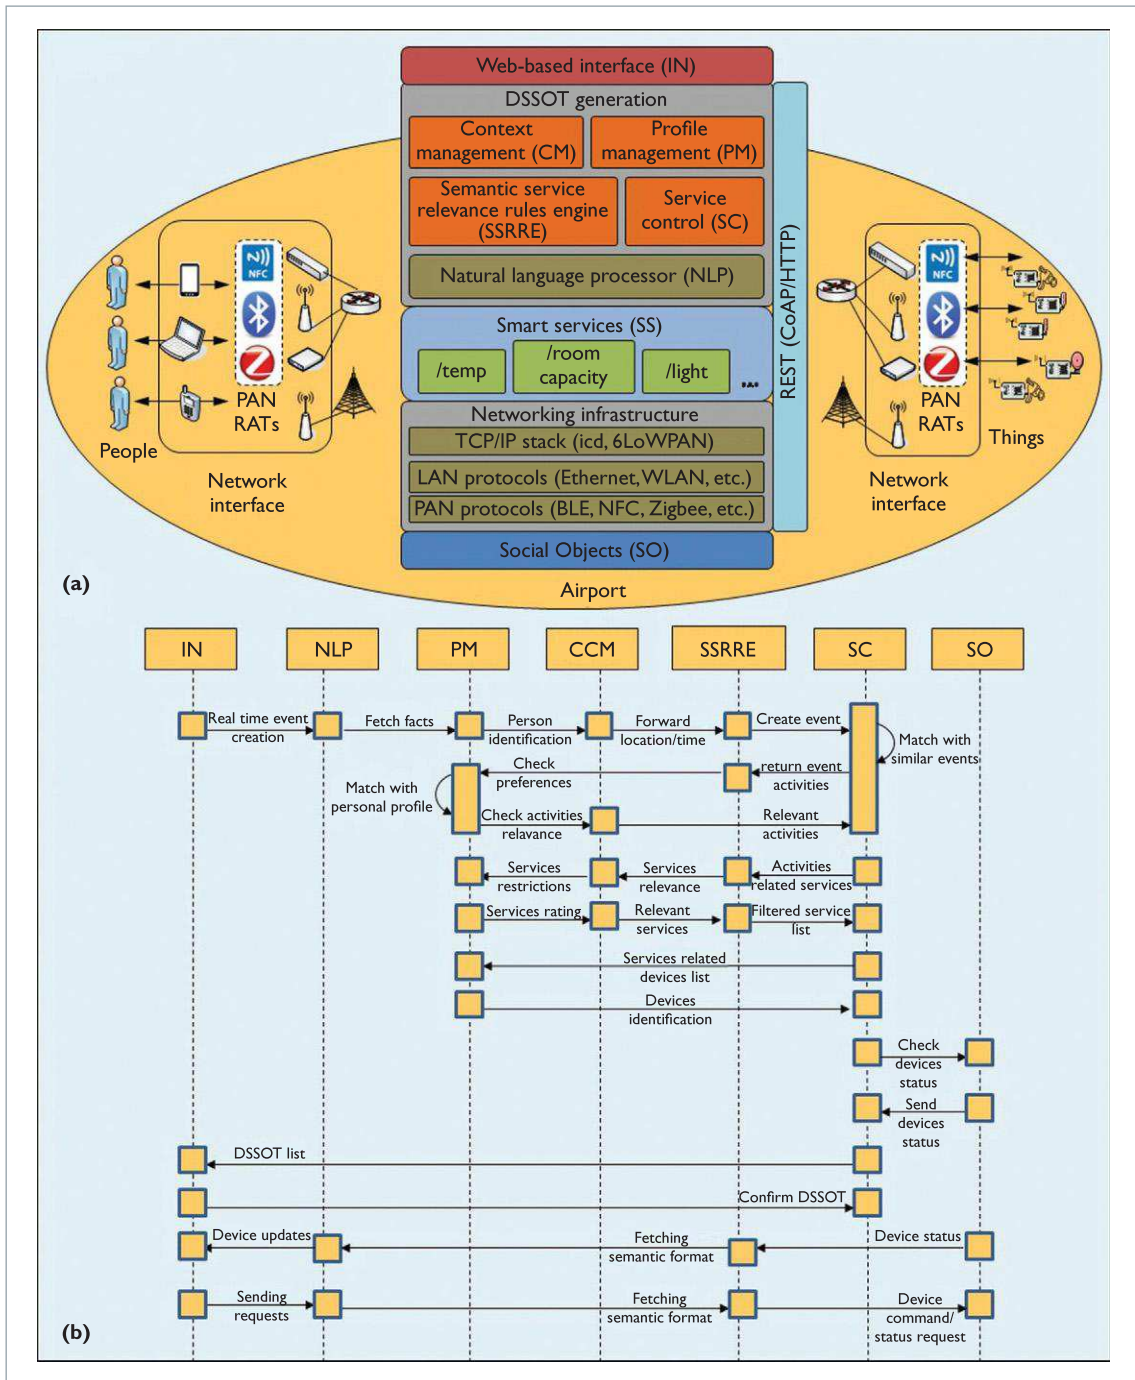 Web-based interface (IN)
DSSOT generation
Context
management (CM)
Profile
management (PM)
Semantic service
relevance rules engine
(SSRRE)
Service
control (SC)
Natural language processor (NLP)
Smart services (SS)
/temp
/room
capacity
/light
...
Networking infrastructure
TCP/IP stack (icd, 6LoWPAN)
LAN protocols (Ethernet, WLAN, etc.)
PAN protocols (BLE, NFC, Zigbee, etc.)
Social Objects (SO)
REST (CoAP/HTTP)
NFC
PAN
RATs
People
Network
interface
NFC
PAN
RATs
Things
Network
interface
Airport
(a)
IN
NLP
PM
CCM
SSRRE
SC
SO
Real time event
creation
Fetch facts
Person
identification
Forward
location/time
Create event
Match with
similar events
return event
activities
Check
preferences
Match with
personal profile
Check activities
relavance
Relevant
activities
Services
restrictions
Services
relevance
Activities
related services
Services rating
Relevant
services
Filtered service
list
Services related
devices list
Devices
identification
Check
devices
status
Send
devices
status
DSSOT list
Confirm DSSOT
Device updates
Fetching
semantic format
Device status
Sending
requests
Fetching
semantic format
Device
command/
status request
(b)